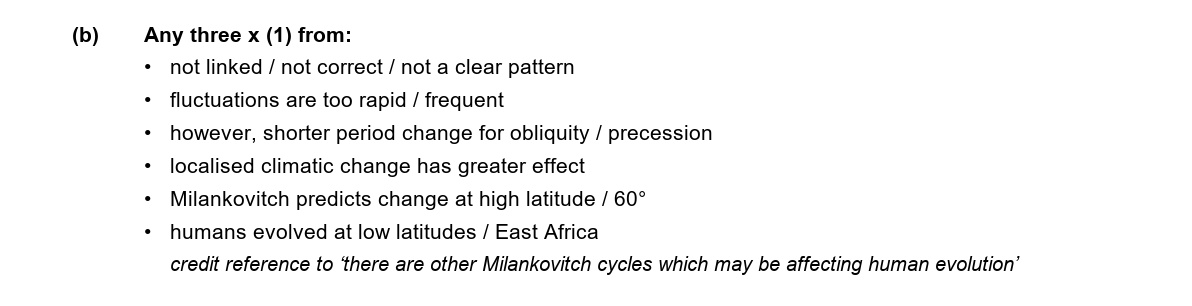 (b) Any three x (1) from:
• not linked / not correct / not a clear pattern
• fluctuations are too rapid / frequent
• however, shorter period change for obliquity / precession
• localised climatic change has greater effect
• Milankovitch predicts change at high latitude / 60°
• humans evolved at low latitudes / East Africa
credit reference to ‘there are other Milankovitch cycles which may be affecting human evolution’